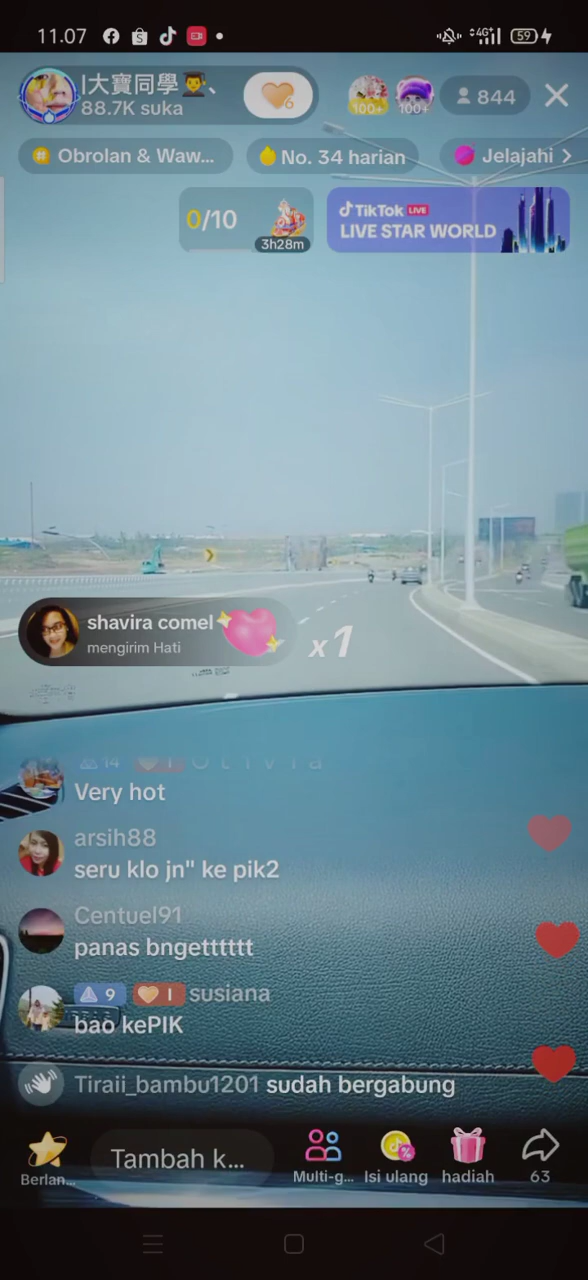 11.07
4G+
59
|大寶同學👨‍🎓、
88.7K suka
6
100+
100+
844
Obrolan & Waw...
No. 34 harian
Jelajahi
0/10
3h28m
TikTok LIVE
LIVE STAR WORLD
shavira comel
mengirim Hati
x1
14
1
O L I V I a
Very hot
arsih88
seru klo jn" ke pik2
Centuel91
panas bngetttttt
9
I
susiana
bao kePIK
Tiraii_bambu1201 sudah bergabung
Berlan...
Tambah k...
Multi-g...
Isi ulang
hadiah
63